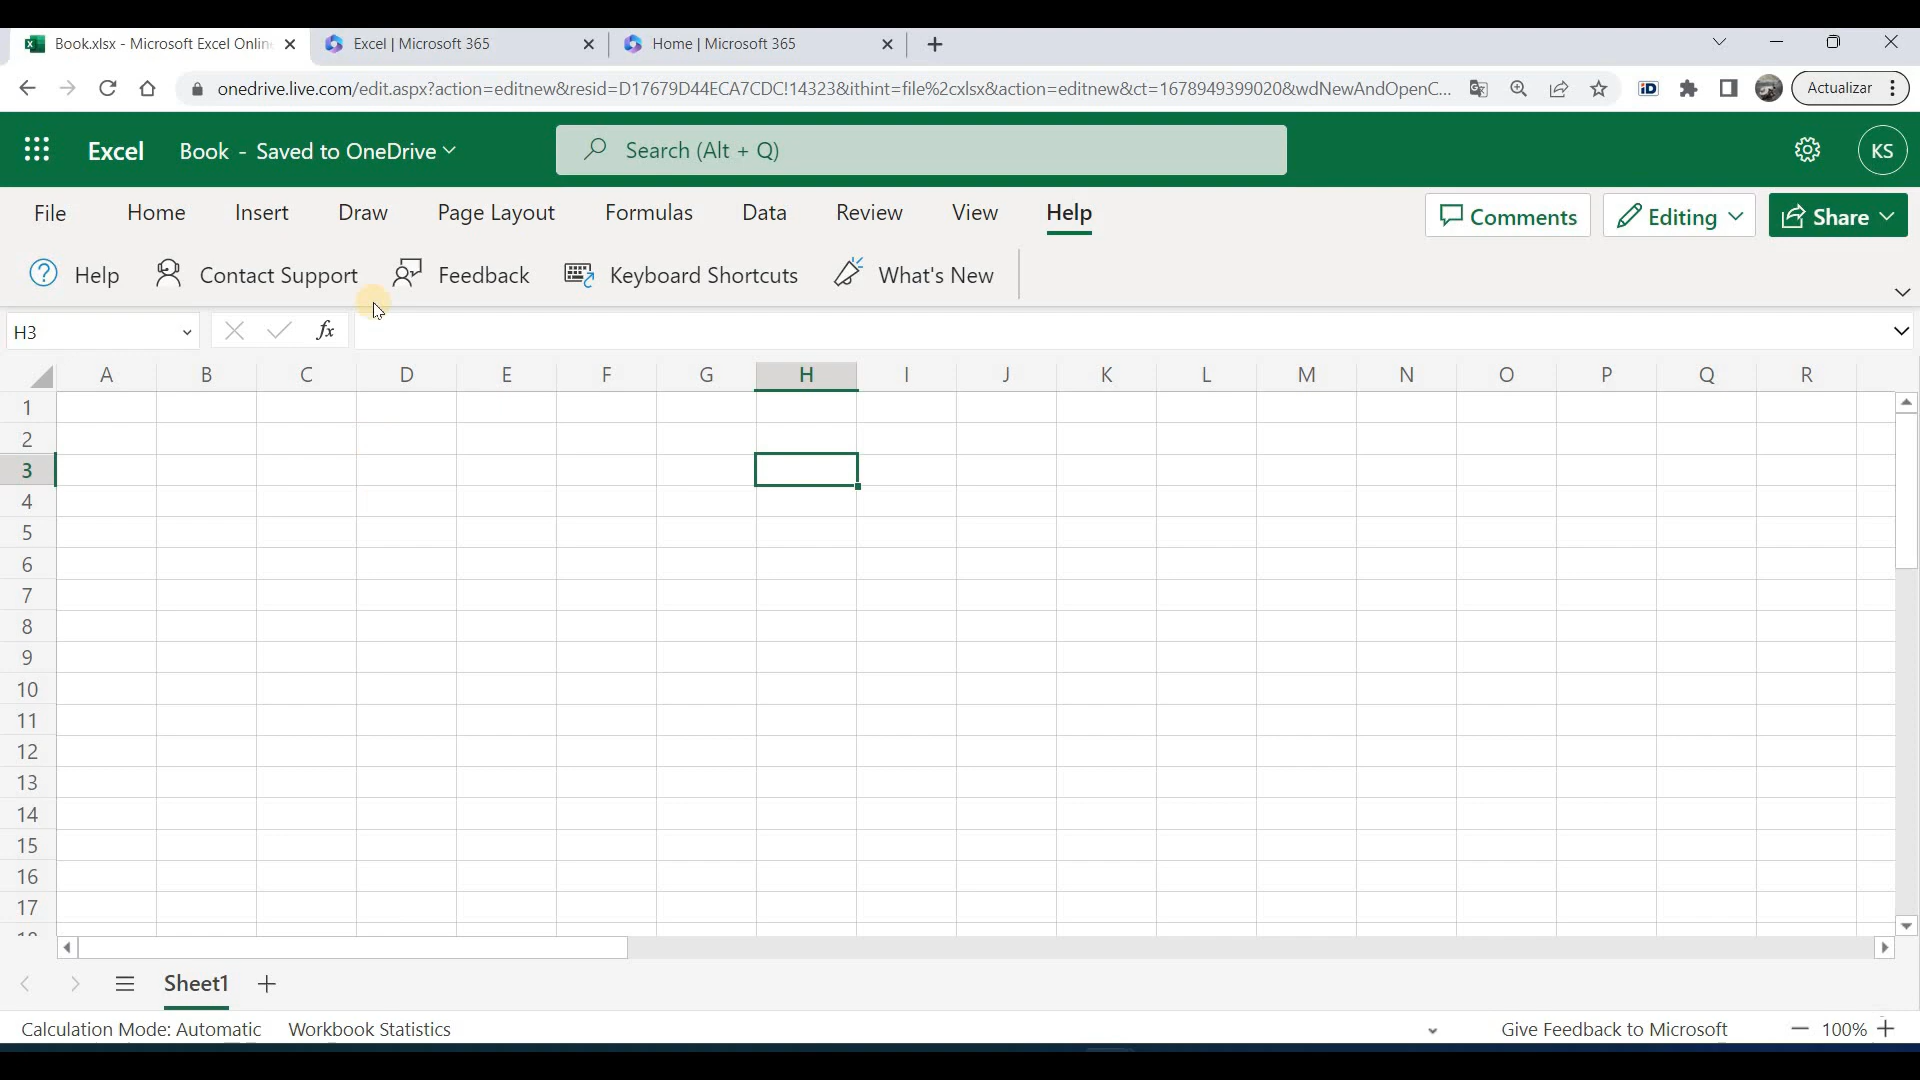 Book.xlsx - Microsoft Excel Onlin
Excel | Microsoft 365
Home | Microsoft 365
onedrive.live.com/edit.aspx?action=editnew&resid=D17679D44ECA7CDC!14323&ithint=file%2cxlsx&action=editnew&ct=1678949399020&wdNewAndOpenC...
iD
Actualizar
Excel
Book - Saved to OneDrive
Search (Alt + Q)
KS
File Home Insert Draw Page Layout Formulas Data Review View Help
Comments
Editing
Share
Help Contact Support Feedback Keyboard Shortcuts What's New
H3
fx
A B C D E F G H I J K L M N O P Q R
1
2
3
4
5
6
7
8
9
10
11
12
13
14
15
16
17
Sheet1
Calculation Mode: Automatic Workbook Statistics
Give Feedback to Microsoft
100%